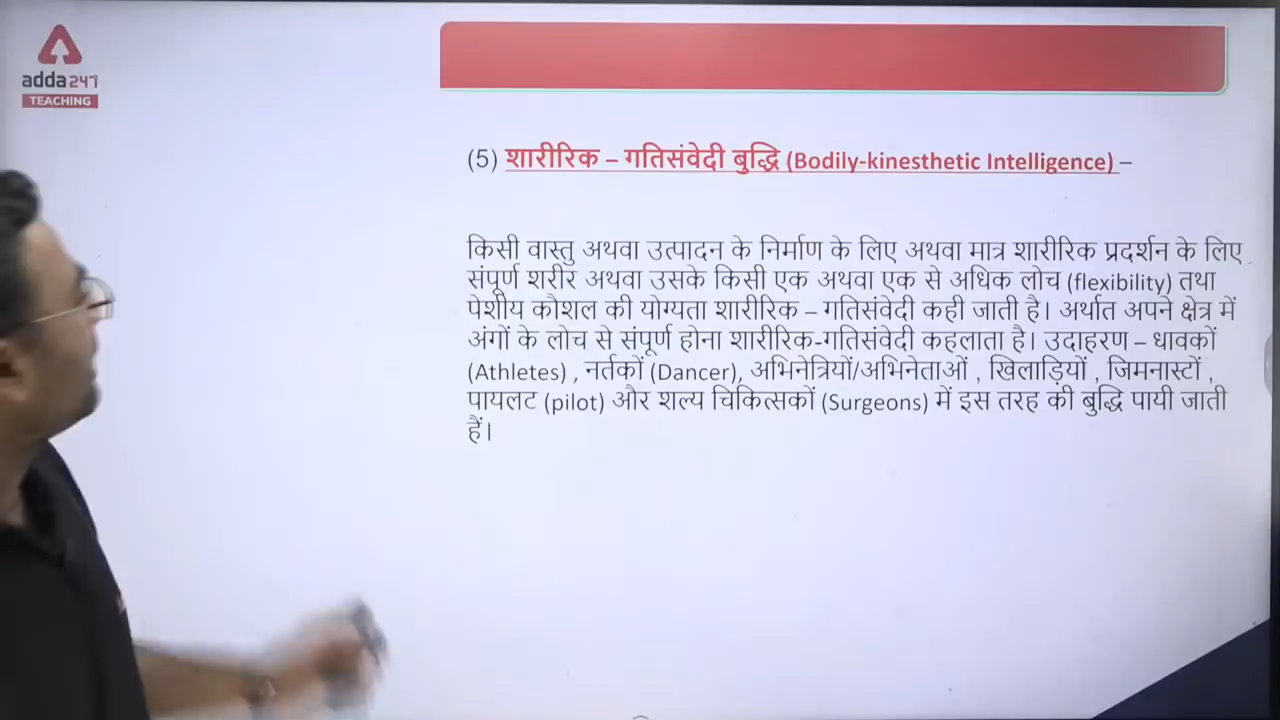 adda247
TEACHING
(5) शारीरिक – गतिसंवेदी बुद्धि (Bodily-kinesthetic Intelligence) –
किसी वास्तु अथवा उत्पादन के निर्माण के लिए अथवा मात्र शारीरिक प्रदर्शन के लिए
संपूर्ण शरीर अथवा उसके किसी एक अथवा एक से अधिक लोच (flexibility) तथा
पेशीय कौशल की योग्यता शारीरिक – गतिसंवेदी कही जाती है। अर्थात अपने क्षेत्र में
अंगों के लोच से संपूर्ण होना शारीरिक-गतिसंवेदी कहलाता है। उदाहरण – धावकों
(Athletes) , नर्तकों (Dancer), अभिनेत्रियों/अभिनेताओं , खिलाड़ियों , जिमनास्टों ,
पायलट (pilot) और शल्य चिकित्सकों (Surgeons) में इस तरह की बुद्धि पायी जाती
हैं।